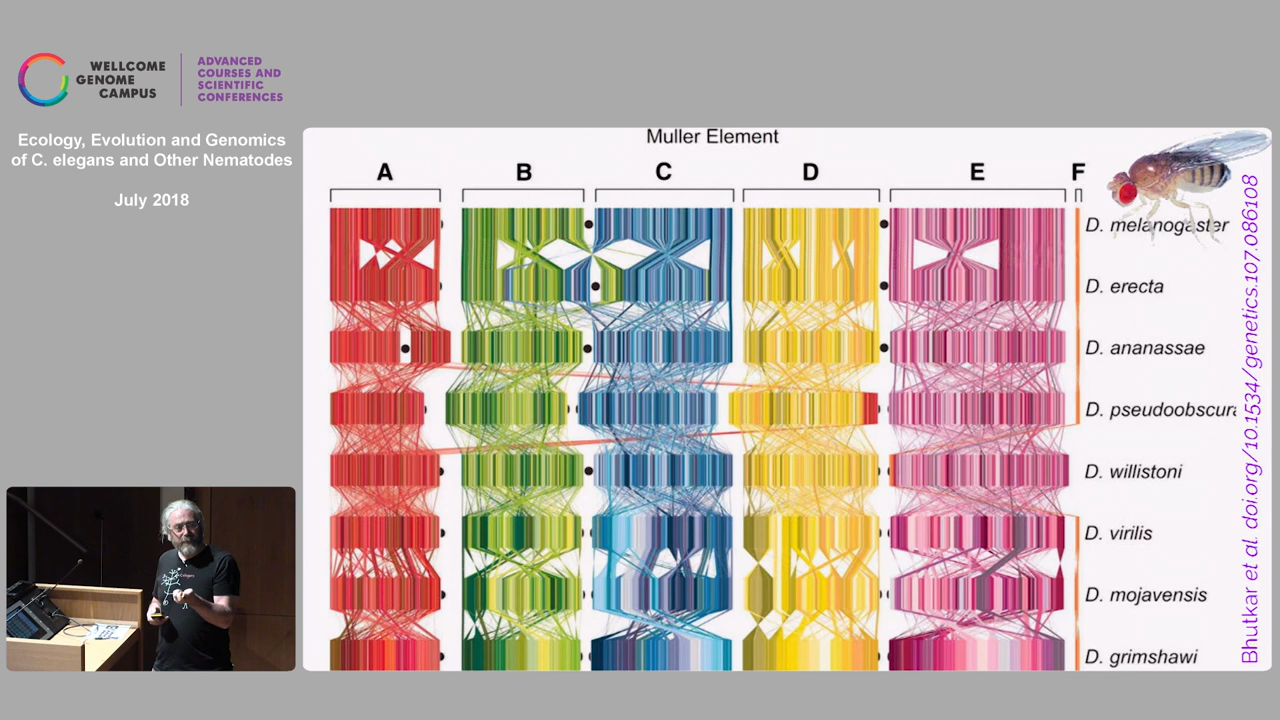 WELLCOME
GENOME
CAMPUS
ADVANCED
COURSES AND
SCIENTIFIC
CONFERENCES
Ecology, Evolution and Genomics
of C. elegans and Other Nematodes
July 2018
Muller Element
A B C D E F
D. melanogaster
D. erecta
D. ananassae
D. pseudoobscura
D. willistoni
D. virilis
D. mojavensis
D. grimshawi
Bhutkar et al. doi.org/10.1534/genetics.107.086108